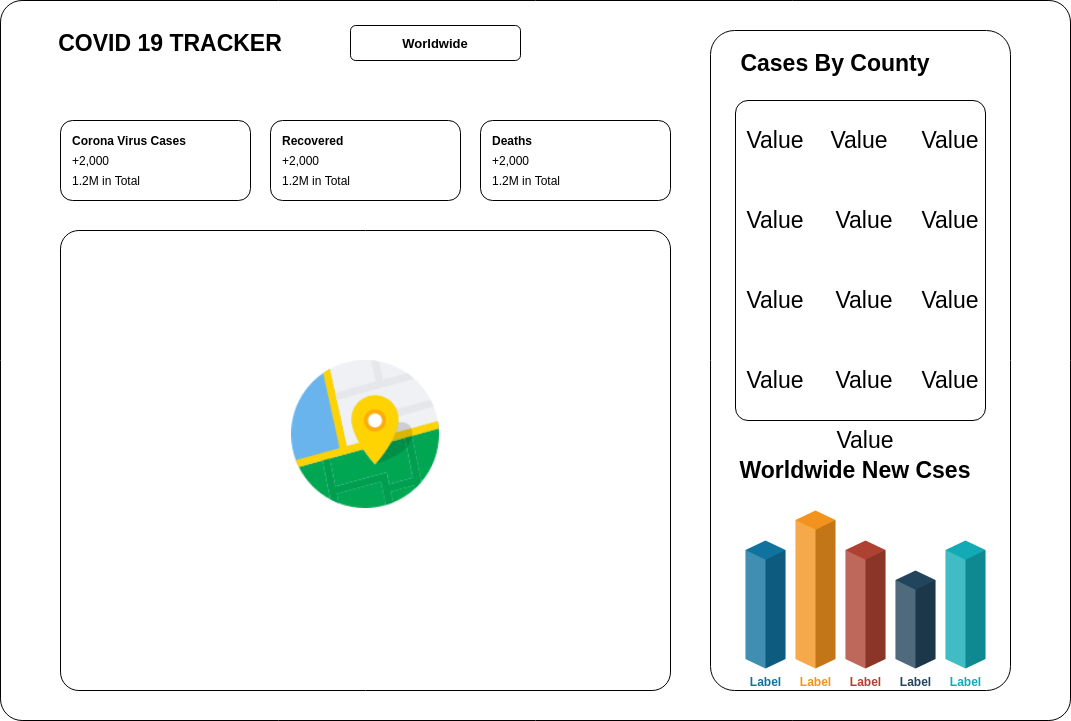 COVID 19 TRACKER
Worldwide
Corona Virus Cases
+2,000
1.2M in Total
Recovered
+2,000
1.2M in Total
Deaths
+2,000
1.2M in Total
Cases By County
Value Value Value
Value Value Value
Value Value Value
Value Value Value
Value
Worldwide New Cses
Label Label Label Label Label